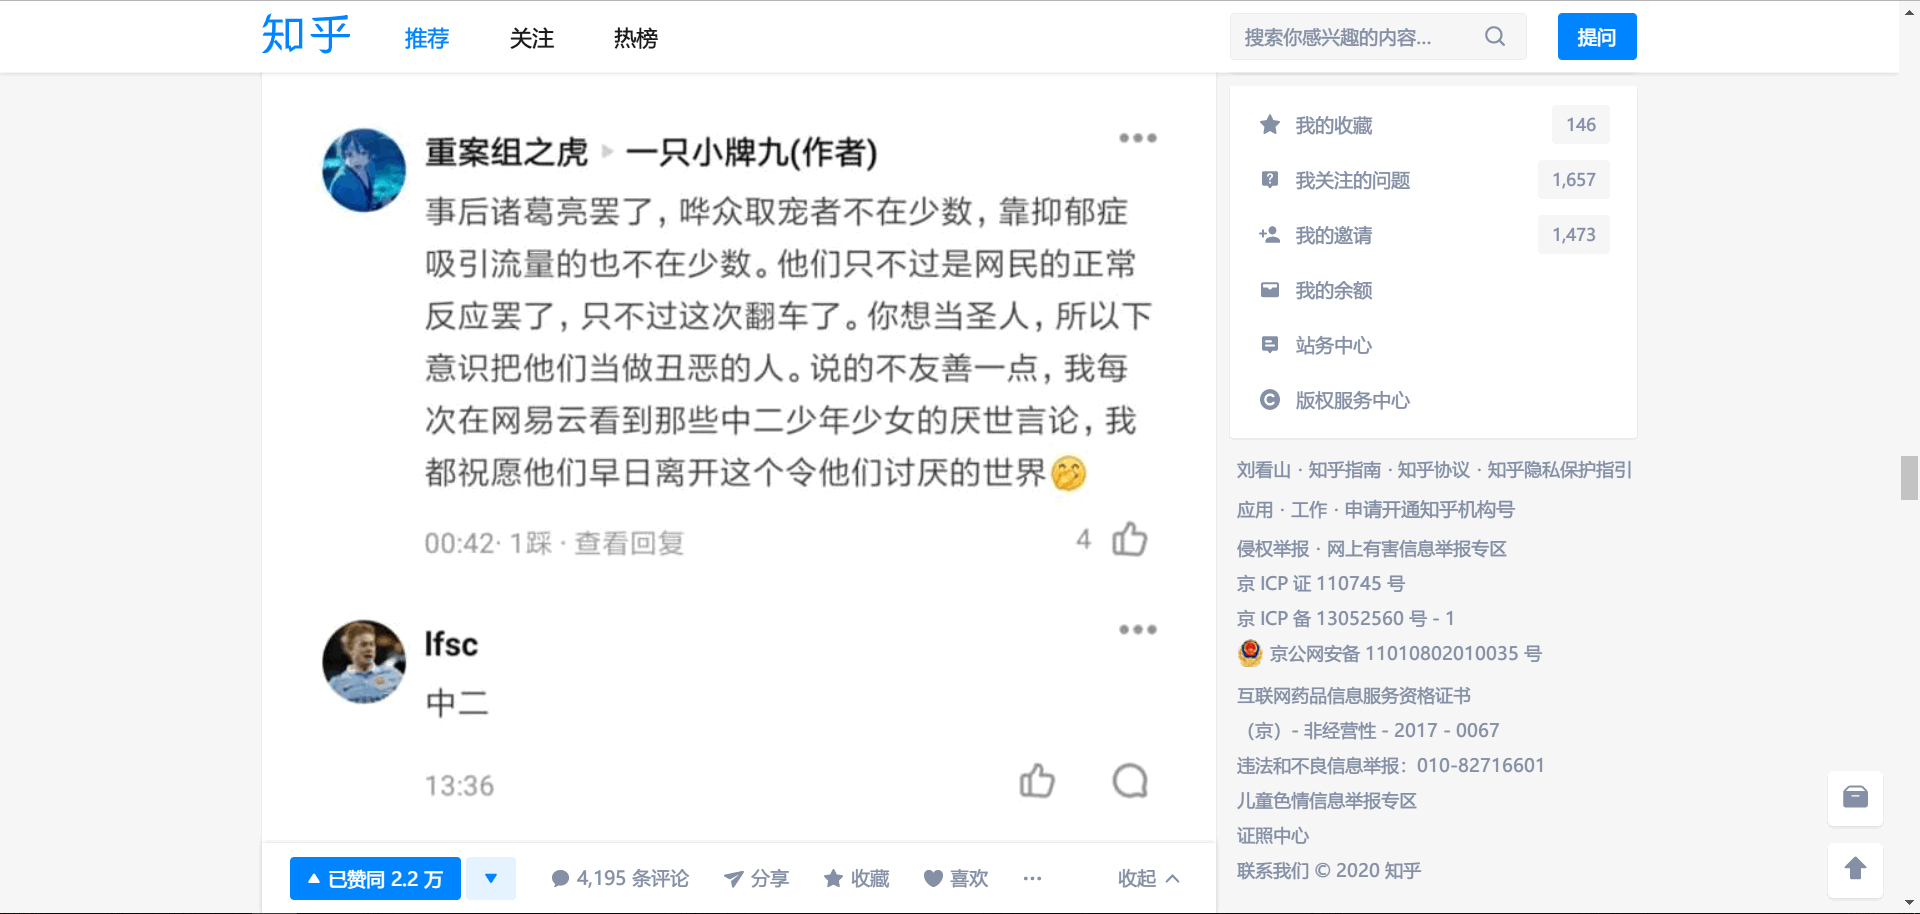 知乎
推荐 关注 热榜
搜索你感兴趣的内容...
提问
重案组之虎 ▸ 一只小牌九(作者)
事后诸葛亮罢了，哗众取宠者不在少数，靠抑郁症
吸引流量的也不在少数。他们只不过是网民的正常
反应罢了，只不过这次翻车了。你想当圣人，所以下
意识把他们当做丑恶的人。说的不友善一点，我每
次在网易云看到那些中二少年少女的厌世言论，我
都祝愿他们早日离开这个令他们讨厌的世界🤭
00:42· 1踩 · 查看回复
4
lfsc
中二
13:36
已赞同 2.2 万
4,195 条评论 分享 收藏 喜欢 ··· 收起
我的收藏 146
我关注的问题 1,657
我的邀请 1,473
我的余额
站务中心
版权服务中心
刘看山 · 知乎指南 · 知乎协议 · 知乎隐私保护指引
应用 · 工作 · 申请开通知乎机构号
侵权举报 · 网上有害信息举报专区
京 ICP 证 110745 号
京 ICP 备 13052560 号 - 1
京公网安备 11010802010035 号
互联网药品信息服务资格证书
（京）- 非经营性 - 2017 - 0067
违法和不良信息举报：010-82716601
儿童色情信息举报专区
证照中心
联系我们 © 2020 知乎